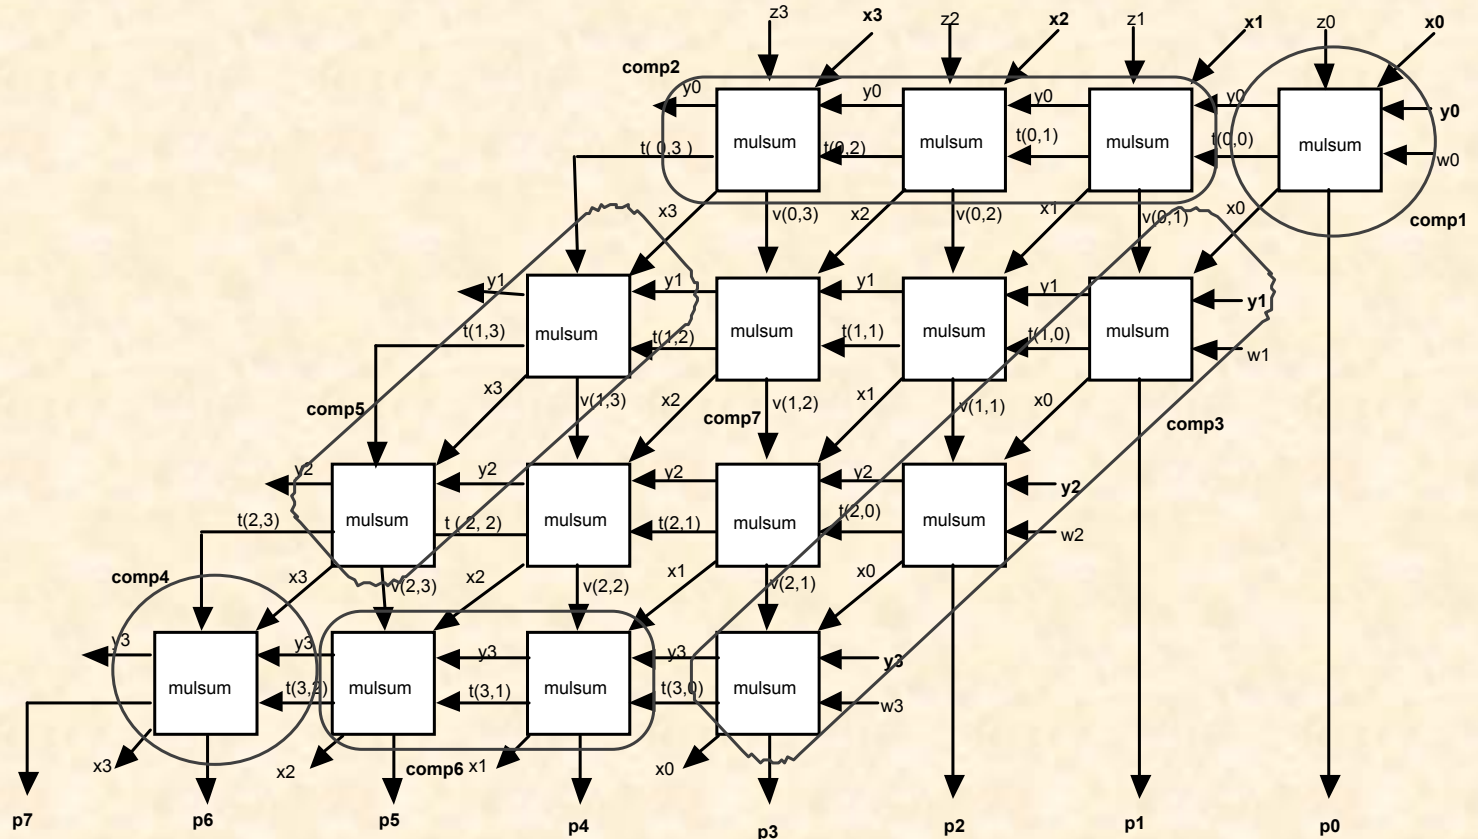 z3 x3 z2 x2 z1 x1 z0 x0
comp2
y0 y0 y0 y0 y0
mulsum mulsum mulsum mulsum
t( 0,3 ) t(0,2) t(0,1) t(0,0) w0
x3 v(0,3) x2 v(0,2) x1 v(0,1) x0 comp1
y1 y1 y1 y1 y1
mulsum mulsum mulsum mulsum
t(1,3) t(1,2) t(1,1) t(1,0) w1
x3 v(1,3) x2 v(1,2) x1 v(1,1) x0
comp5 comp7 comp3
y2 y2 y2 y2 y2
mulsum mulsum mulsum mulsum
t(2,3) t ( 2, 2) t(2,1) t(2,0) w2
comp4 x3 v(2,3) x2 v(2,2) x1 v(2,1) x0
y3 y3 y3 y3 y3
mulsum mulsum mulsum mulsum
t(3,2) t(3,1) t(3,0) w3
x3 x2 comp6 x1 x0
p7 p6 p5 p4 p3 p2 p1 p0